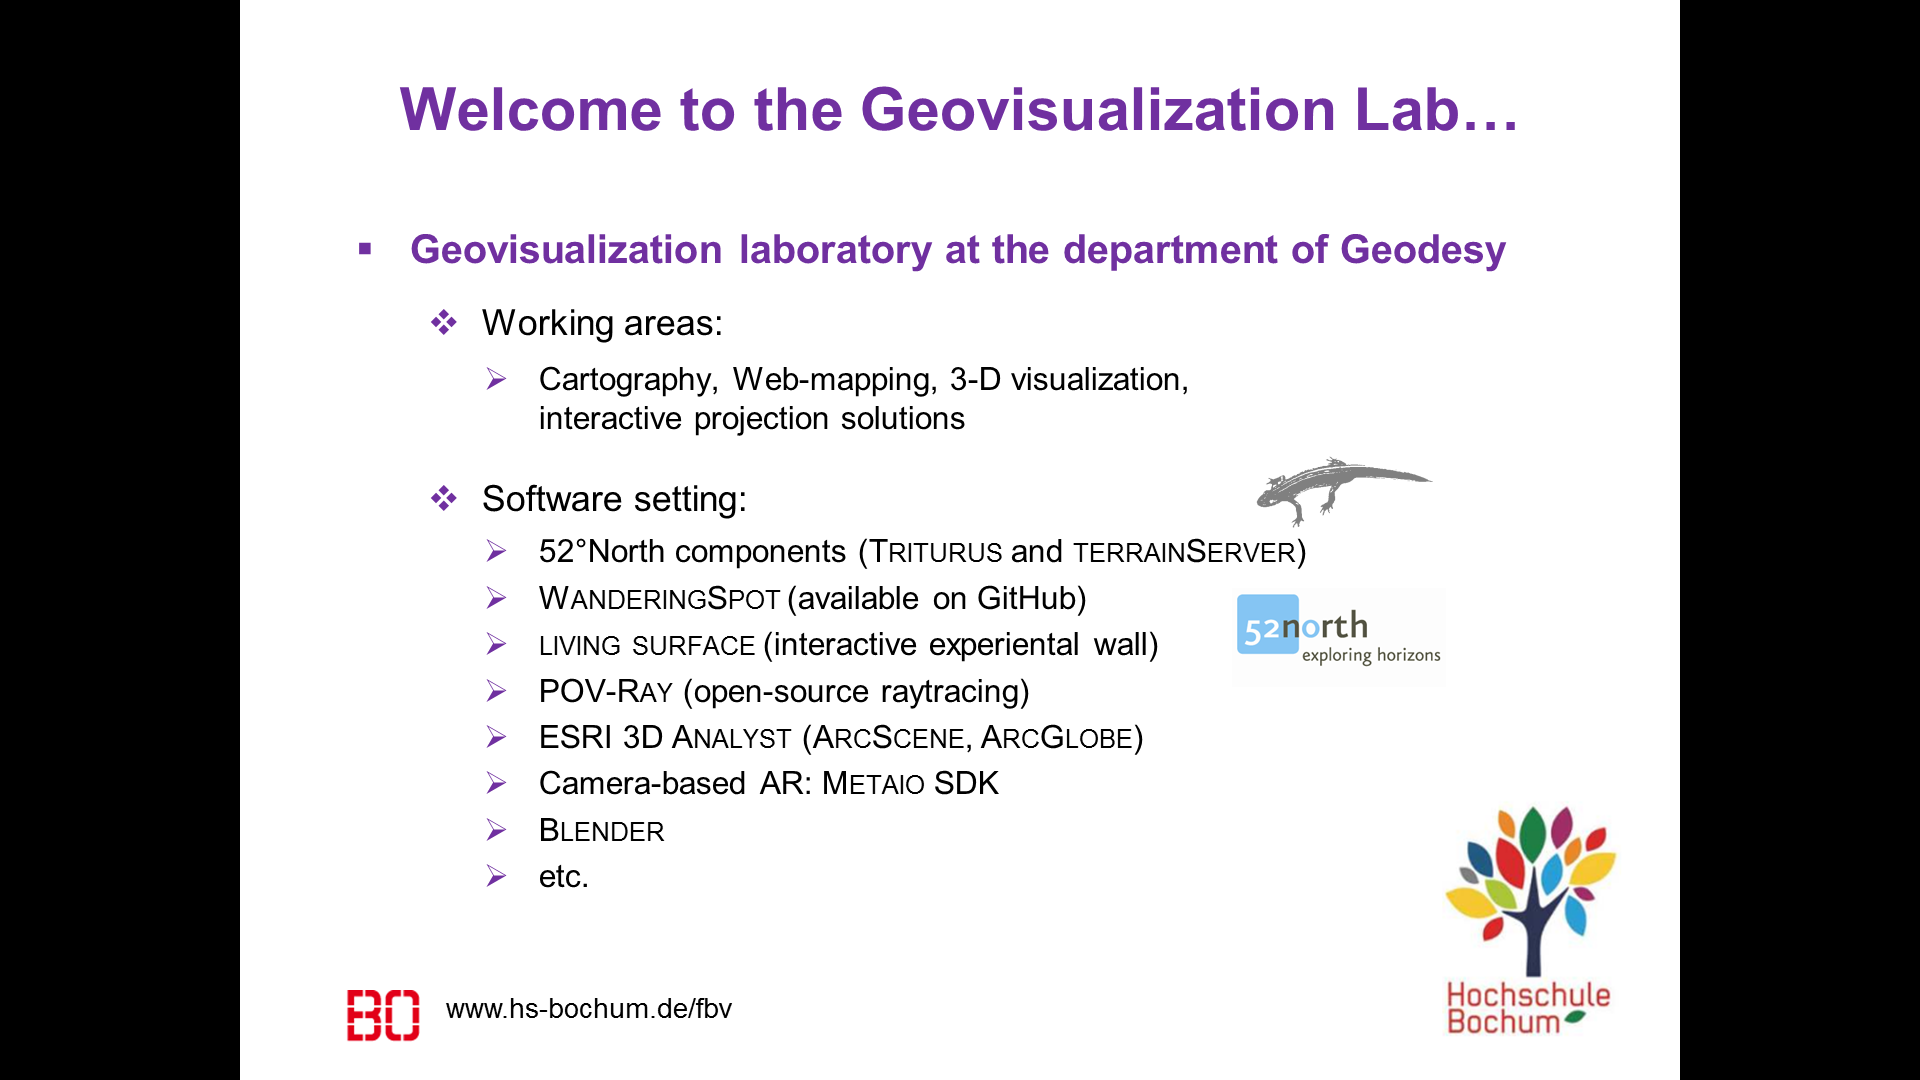 Welcome to the Geovisualization Lab…
Geovisualization laboratory at the department of Geodesy
Working areas:
Cartography, Web-mapping, 3-D visualization,
interactive projection solutions
Software setting:
52°North components (TRITURUS and TERRAINSERVER)
WANDERINGSPOT (available on GitHub)
LIVING SURFACE (interactive experiental wall)
POV-RAY (open-source raytracing)
ESRI 3D ANALYST (ARCSCENE, ARCGLOBE)
Camera-based AR: METAIO SDK
BLENDER
etc.
52north
exploring horizons
BO
www.hs-bochum.de/fbv
Hochschule
Bochum